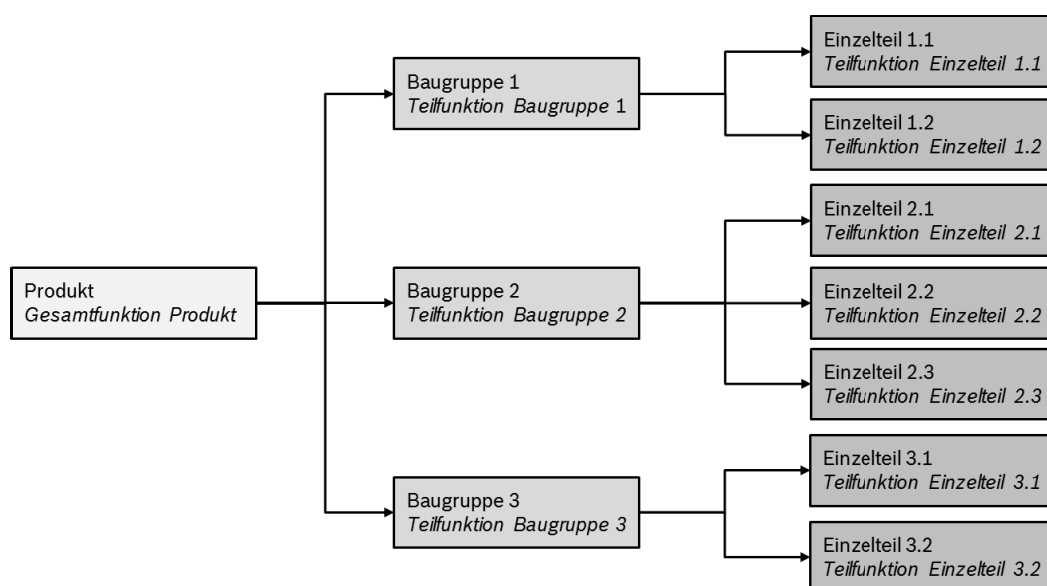 Produkt
Gesamtfunktion Produkt
Baugruppe 1
Teilfunktion Baugruppe 1
Einzelteil 1.1
Teilfunktion Einzelteil 1.1
Einzelteil 1.2
Teilfunktion Einzelteil 1.2
Baugruppe 2
Teilfunktion Baugruppe 2
Einzelteil 2.1
Teilfunktion Einzelteil 2.1
Einzelteil 2.2
Teilfunktion Einzelteil 2.2
Einzelteil 2.3
Teilfunktion Einzelteil 2.3
Baugruppe 3
Teilfunktion Baugruppe 3
Einzelteil 3.1
Teilfunktion Einzelteil 3.1
Einzelteil 3.2
Teilfunktion Einzelteil 3.2